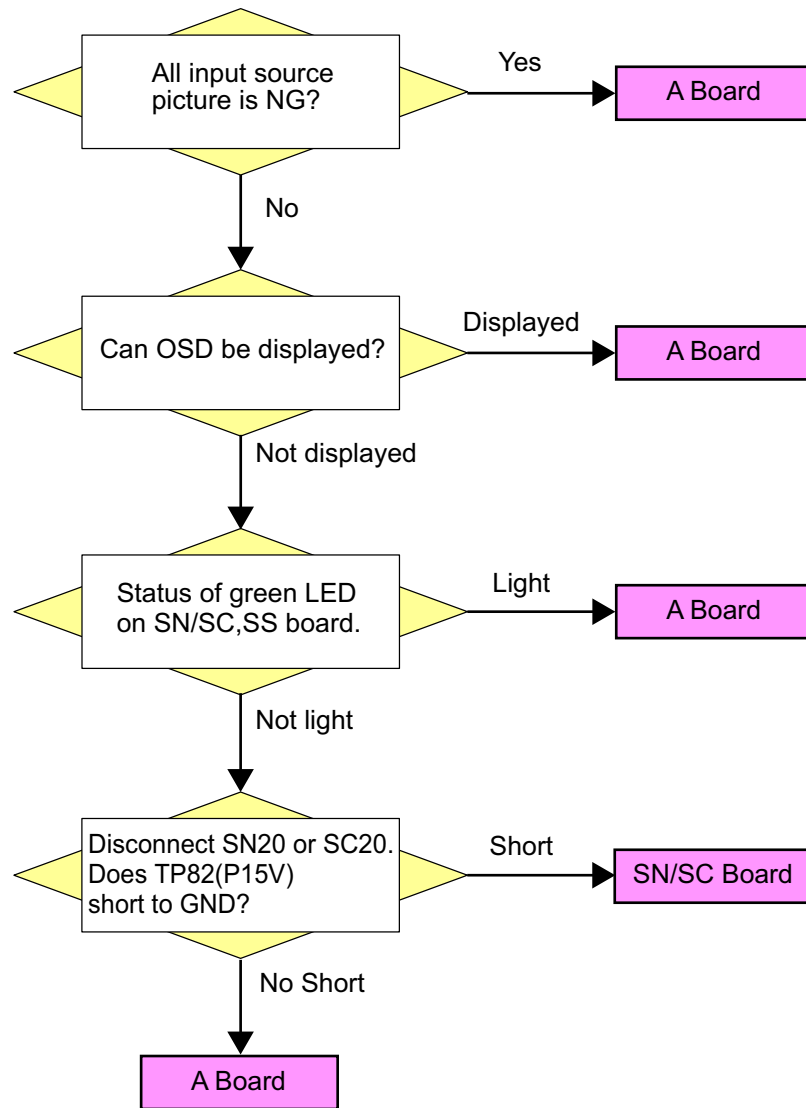 All input source
picture is NG?
Yes
A Board
No
Can OSD be displayed?
Displayed
A Board
Not displayed
Status of green LED
on SN/SC,SS board.
Light
A Board
Not light
Disconnect SN20 or SC20.
Does TP82(P15V)
short to GND?
Short
SN/SC Board
No Short
A Board